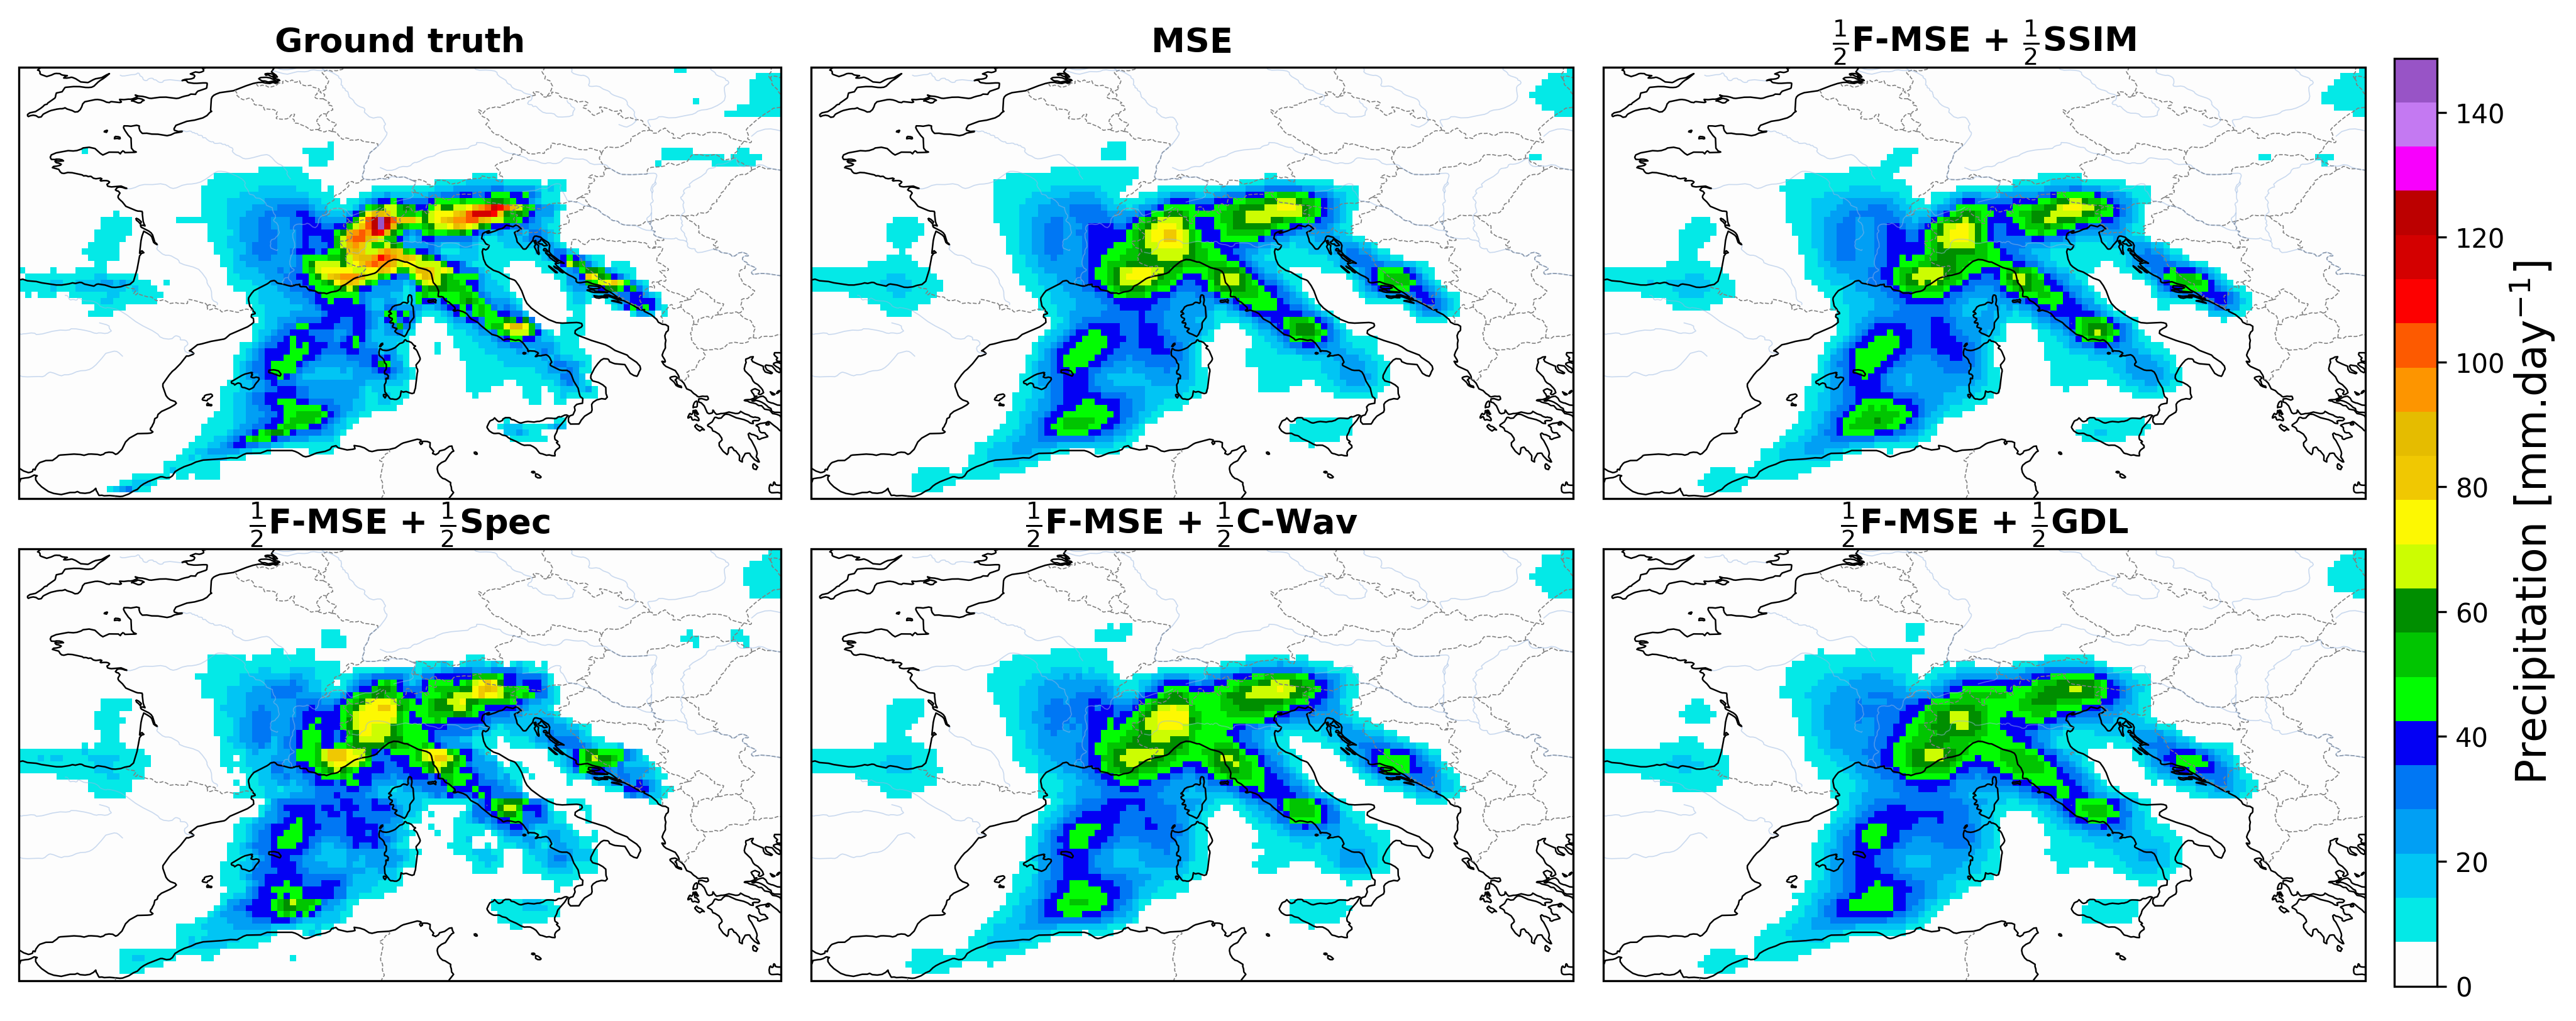 Ground truth
MSE
½F-MSE + ½SSIM
½F-MSE + ½Spec
½F-MSE + ½C-Wav
½F-MSE + ½GDL
140
120
100
80
60
40
20
0
Precipitation [mm.day⁻¹]